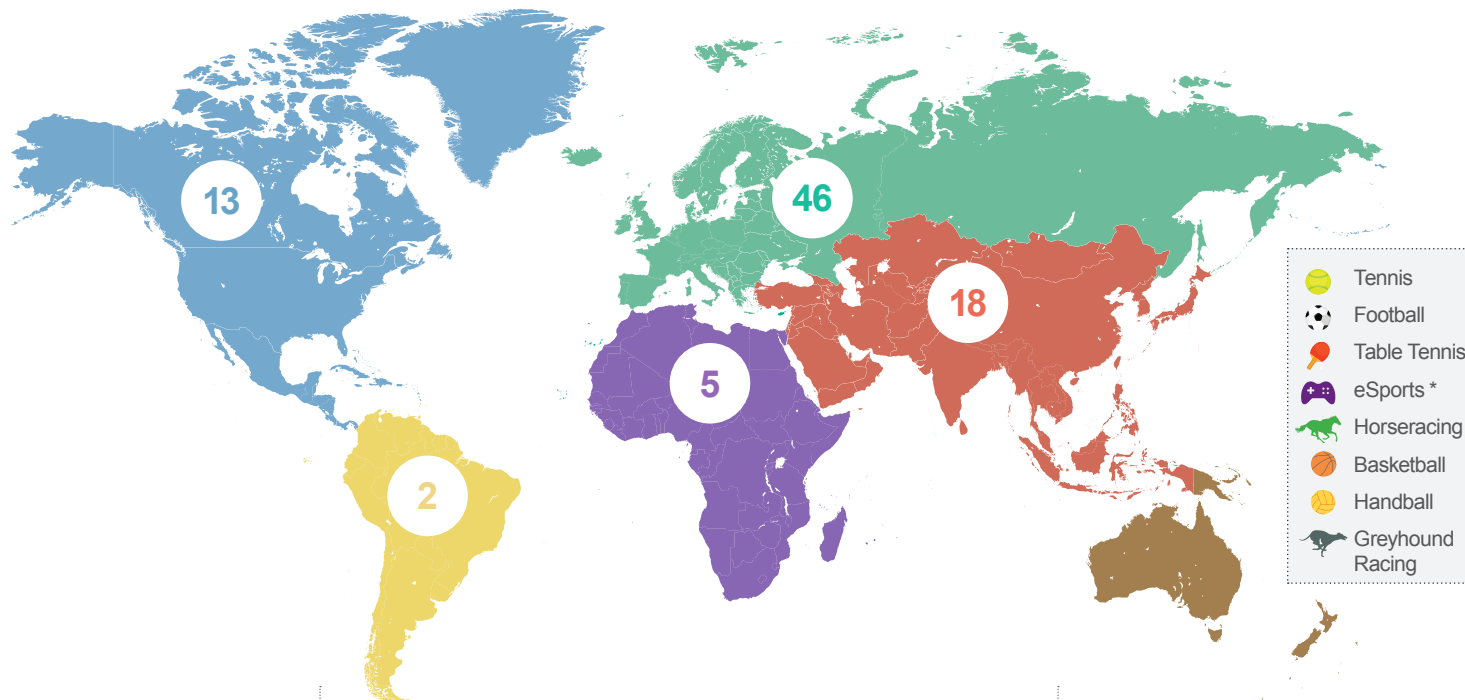 13
46
18
5
2
Tennis
Football
Table Tennis
eSports *
Horseracing
Basketball
Handball
Greyhound
Racing